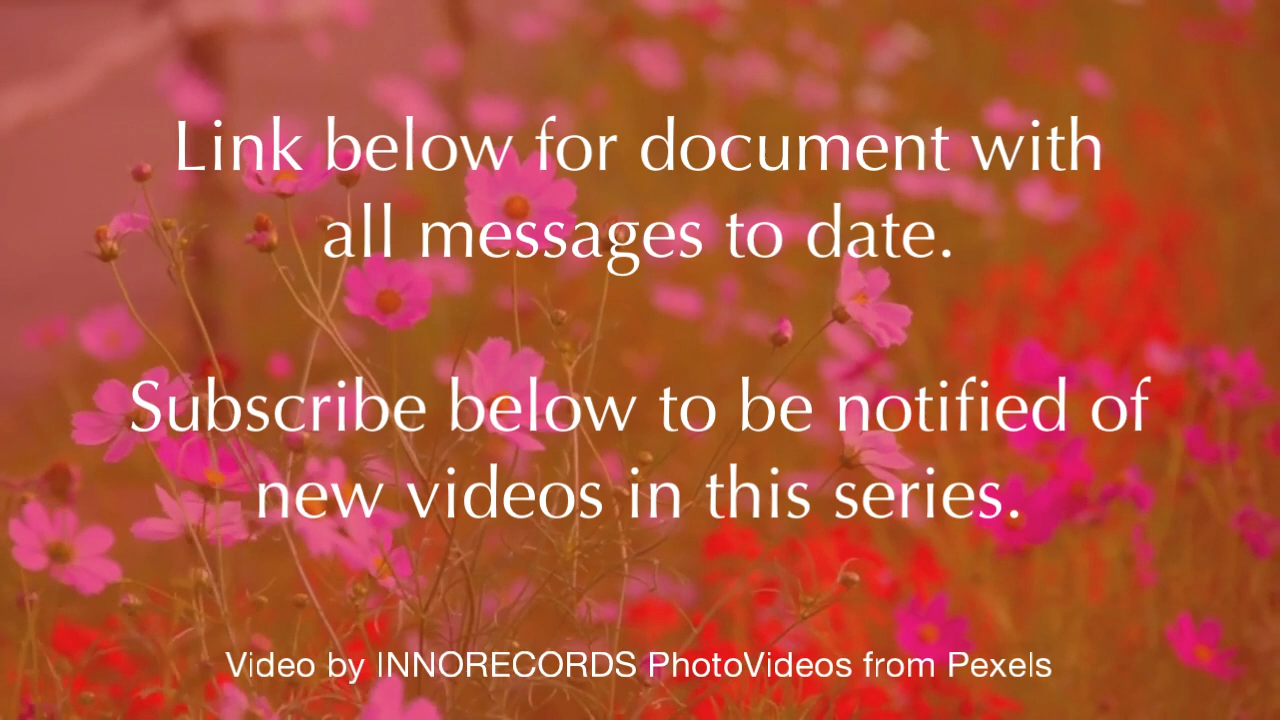 Link below for document with
all messages to date.
Subscribe below to be notified of
new videos in this series.
Video by INNORECORDS PhotoVideos from Pexels